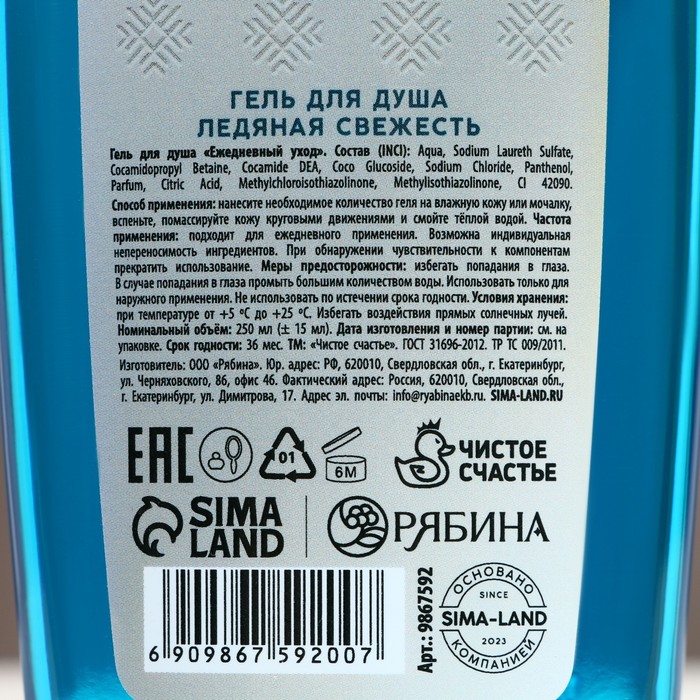 ГЕЛЬ ДЛЯ ДУША
ЛЕДЯНАЯ СВЕЖЕСТЬ
Гель для душа «Ежедневный уход». Состав (INCI): Aqua, Sodium Laureth Sulfate,
Cocamidopropyl Betaine, Cocamide DEA, Coco Glucoside, Sodium Chloride, Panthenol,
Parfum, Citric Acid, Methylchloroisothiazolinone, Methylisothiazolinone, CI 42090.
Способ применения: нанесите необходимое количество геля на влажную кожу или мочалку,
вспеньте, помассируйте кожу круговыми движениями и смойте тёплой водой. Частота
применения: подходит для ежедневного применения. Возможна индивидуальная
непереносимость ингредиентов. При обнаружении чувствительности к компонентам
прекратить использование. Меры предосторожности: избегать попадания в глаза.
В случае попадания в глаза промыть большим количеством воды. Использовать только для
наружного применения. Не использовать по истечении срока годности. Условия хранения:
при температуре от +5 °С до +25 °С. Избегать воздействия прямых солнечных лучей.
Номинальный объём: 250 мл (± 15 мл). Дата изготовления и номер партии: см. на
упаковке. Срок годности: 36 мес. ТМ: «Чистое счастье». ГОСТ 31696-2012. ТР ТС 009/2011.
Изготовитель: ООО «Рябина». Юр. адрес: РФ, 620010, Свердловская обл., г. Екатеринбург,
ул. Черняховского, 86, офис 46. Фактический адрес: Россия, 620010, Свердловская обл.,
г. Екатеринбург, ул. Димитрова, 17. Адрес эл. почты: info@ryabinaekb.ru. SIMA-LAND.RU
EAC
01
6M
ЧИСТОЕ
СЧАСТЬЕ
SIMA
LAND
РЯБИНА
6 909867 592007
Арт.: 9867592
ОСНОВАНО
SINCE
SIMA-LAND
2023
КОМПАНИЕЙ